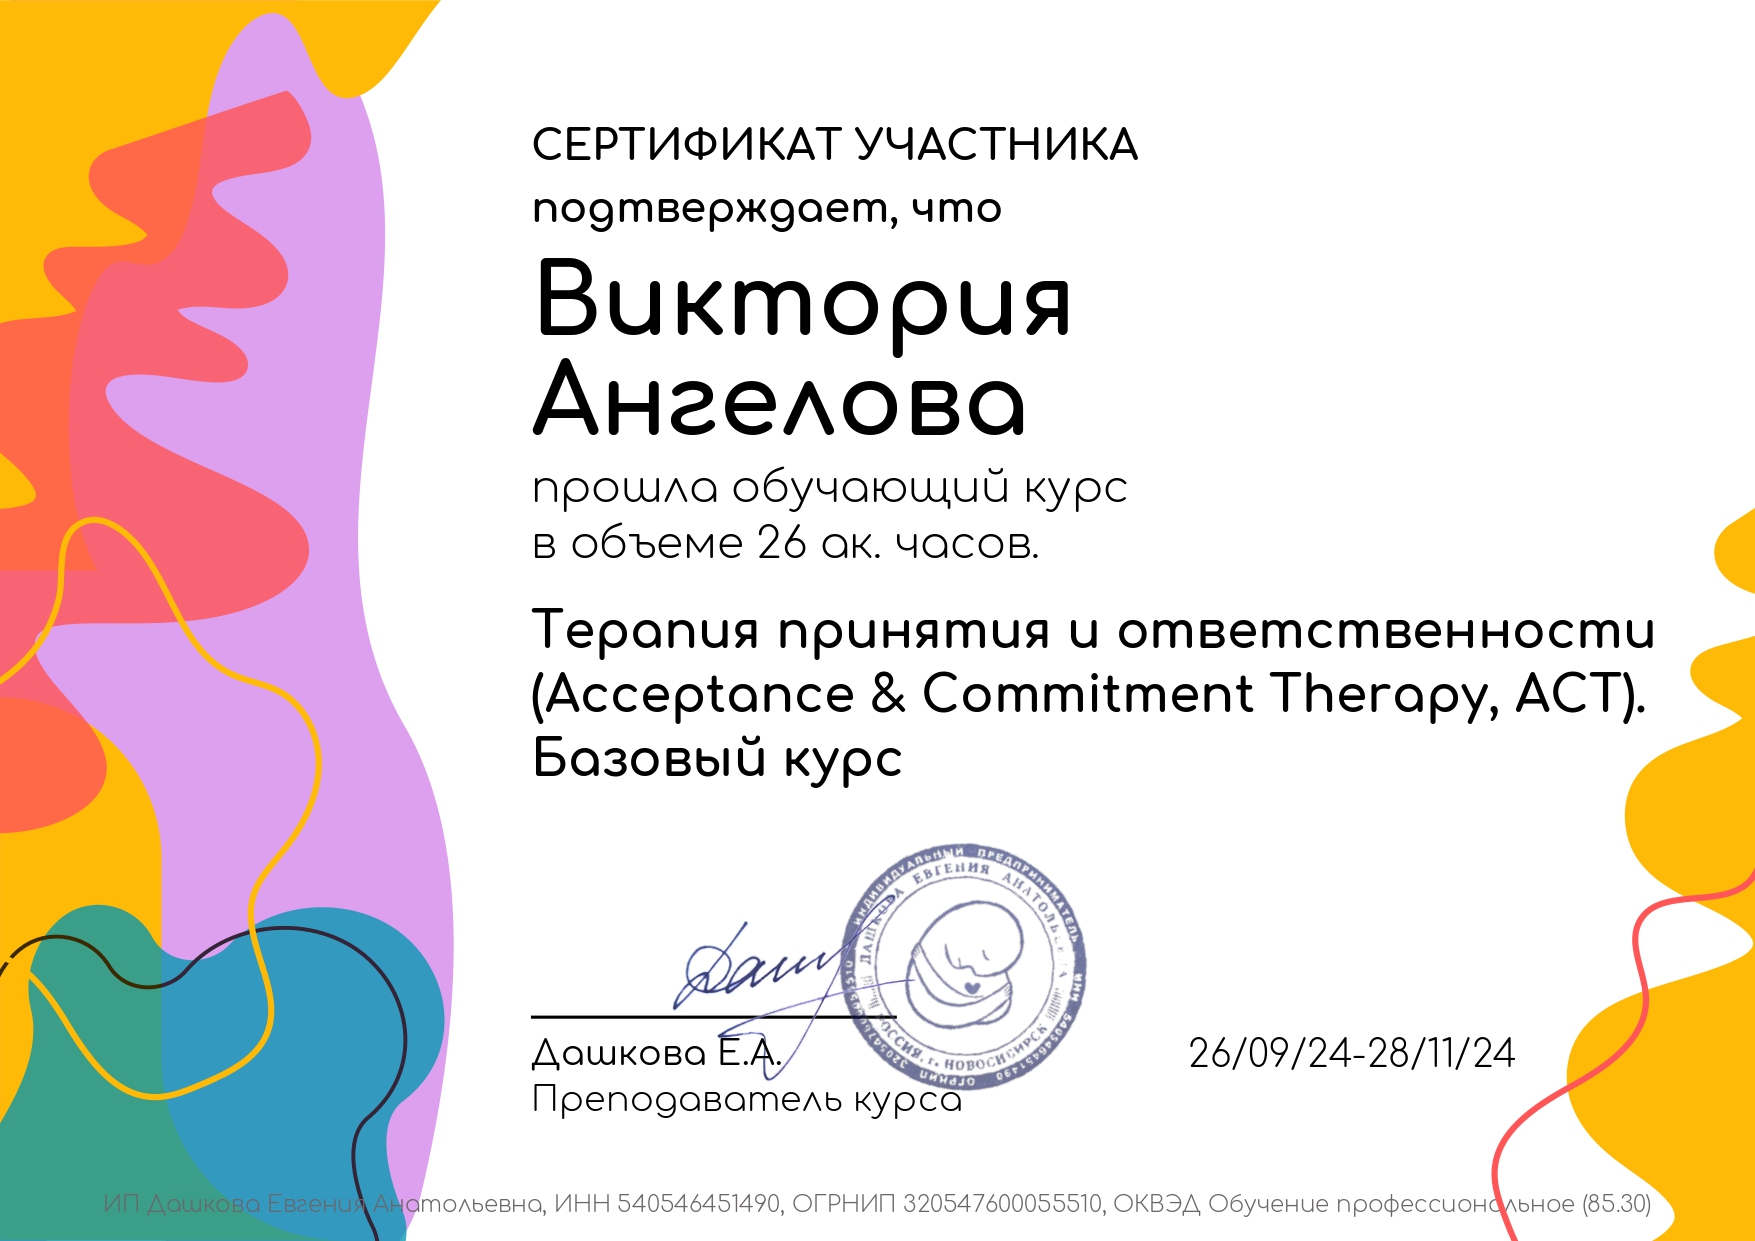 СЕРТИФИКАТ УЧАСТНИКА
подтверждает, что
Виктория
Ангелова
прошла обучающий курс
в объеме 26 ак. часов.
Терапия принятия и ответственности
(Acceptance & Commitment Therapy, ACT).
Базовый курс
Даш
ИНДИВИДУАЛЬНЫЙ ПРЕДПРИНИМАТЕЛЬ ИНН 540546451490 ОГРНИП 320547600055510
ДАШКОВА ЕВГЕНИЯ АНАТОЛЬЕВНА
РОССИЯ, г. НОВОСИБИРСК
Дашкова Е.А.
Преподаватель курса
26/09/24-28/11/24
ИП Дашкова Евгения Анатольевна, ИНН 540546451490, ОГРНИП 320547600055510, ОКВЭД Обучение профессиональное (85.30)